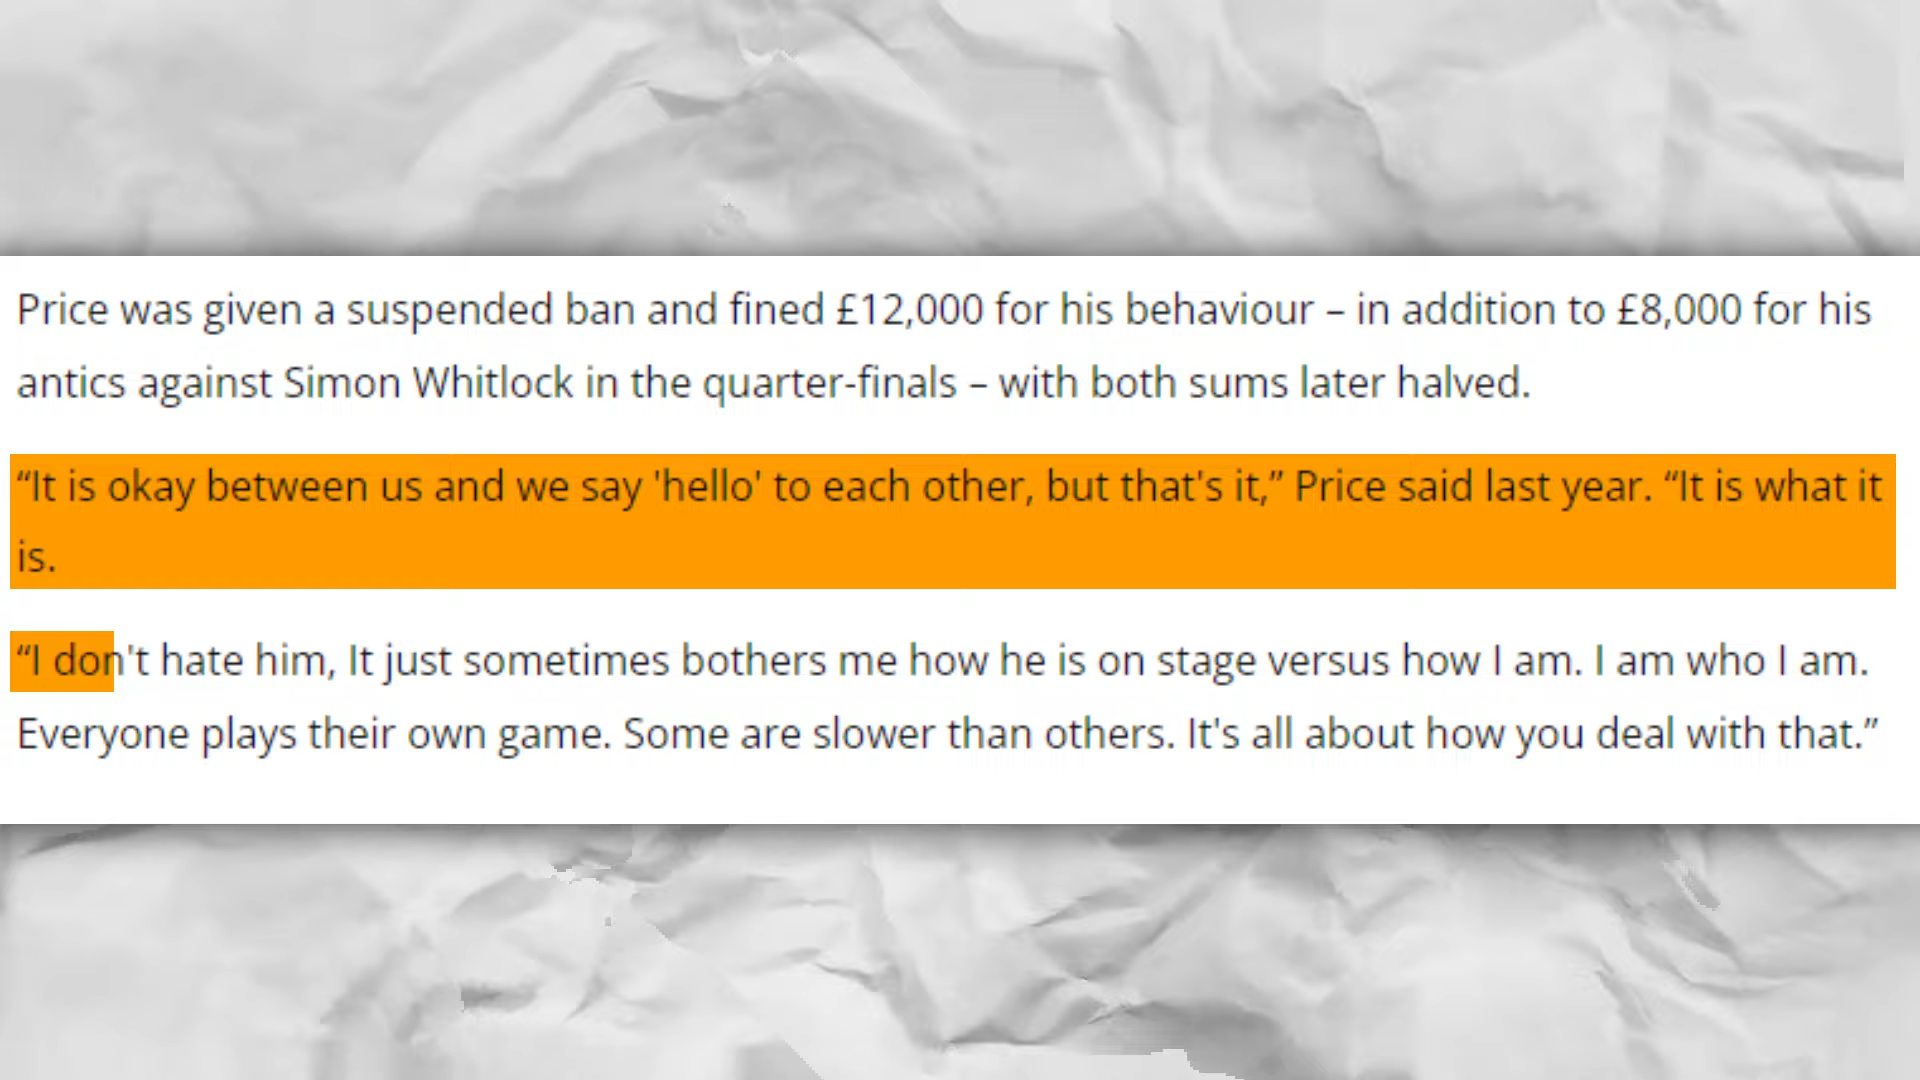 Price was given a suspended ban and fined £12,000 for his behaviour – in addition to £8,000 for his
antics against Simon Whitlock in the quarter-finals – with both sums later halved.
“It is okay between us and we say 'hello' to each other, but that's it,” Price said last year. “It is what it
is.
“I don't hate him, It just sometimes bothers me how he is on stage versus how I am. I am who I am.
Everyone plays their own game. Some are slower than others. It's all about how you deal with that.”